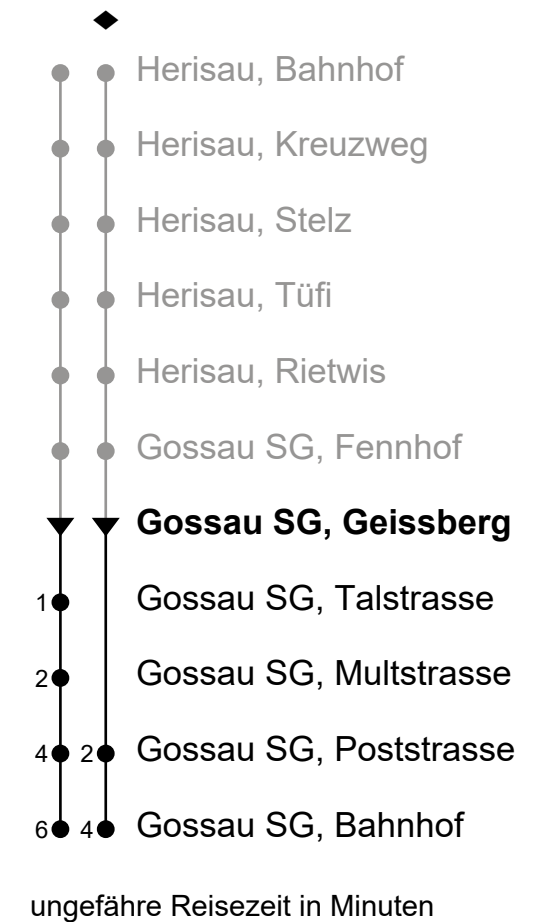 Herisau, Bahnhof
Herisau, Kreuzweg
Herisau, Stelz
Herisau, Tüfi
Herisau, Rietwis
Gossau SG, Fennhof
Gossau SG, Geissberg
1 Gossau SG, Talstrasse
2 Gossau SG, Multstrasse
4 2 Gossau SG, Poststrasse
6 4 Gossau SG, Bahnhof
ungefähre Reisezeit in Minuten